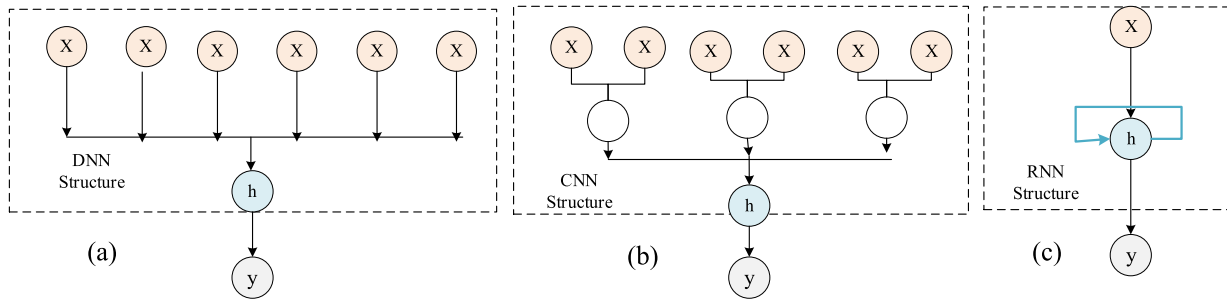 X X X X X X
DNN
Structure
h
(a)
y
X X X X X X
CNN
Structure
h
(b)
y
X
h
RNN
Structure
(c)
y